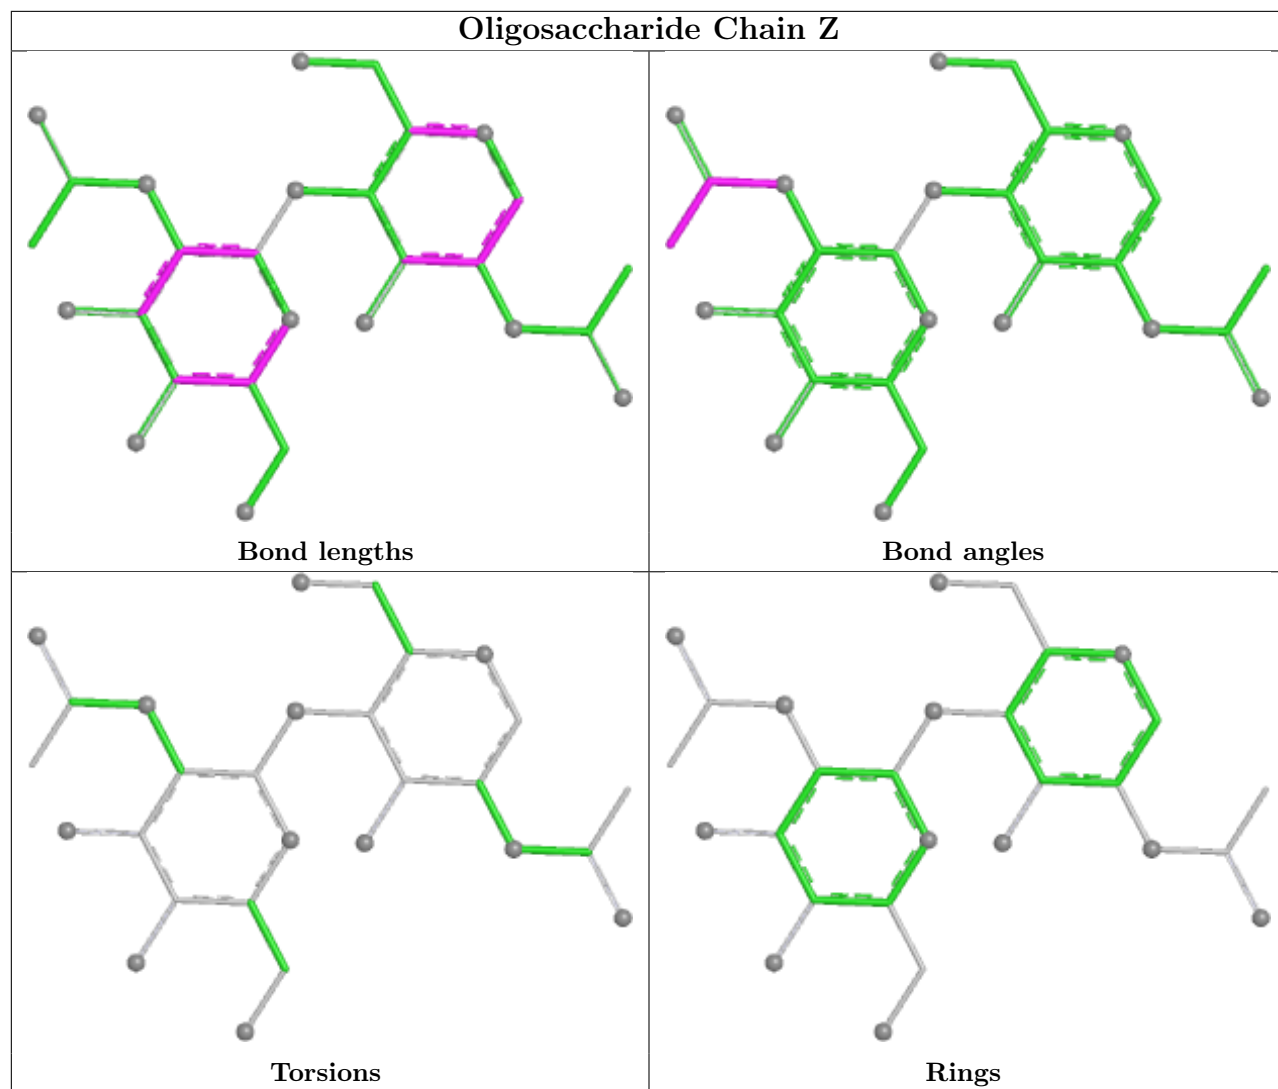 Oligosaccharide Chain Z
Bond lengths
Bond angles
Torsions
Rings